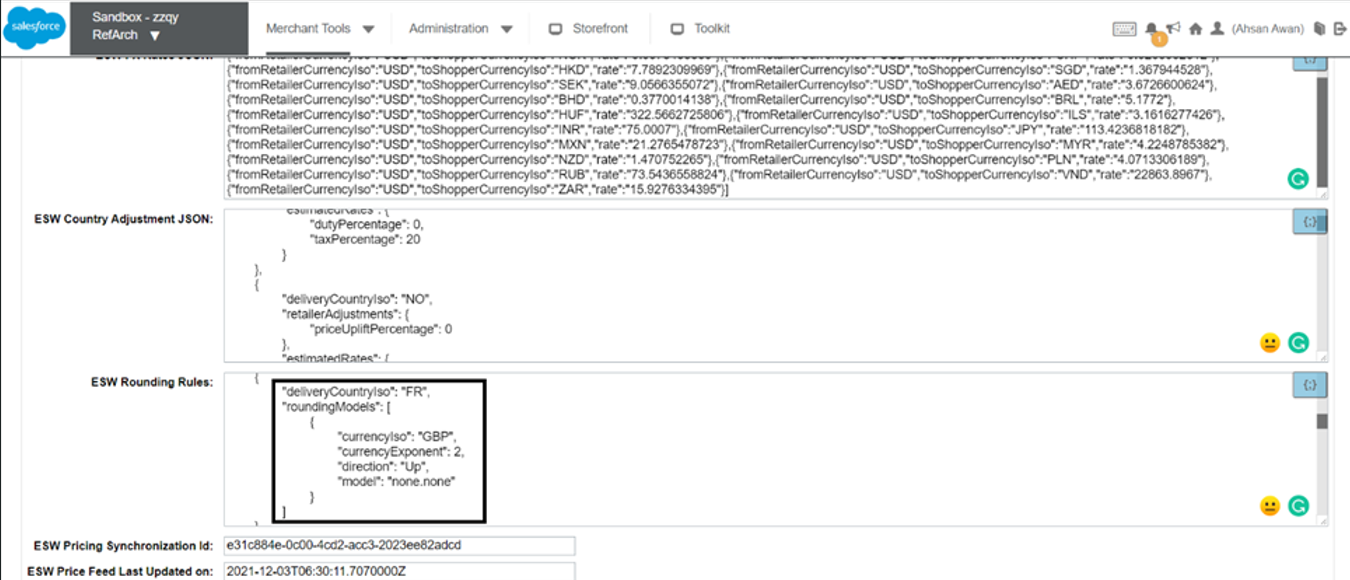 salesforce
Sandbox - zzqy
RefArch
Merchant Tools
Administration
Storefront
Toolkit
1
(Ahsan Awan)
{"fromRetailerCurrencyIso":"USD","toShopperCurrencyIso":"HKD","rate":"7.7892309969"},{"fromRetailerCurrencyIso":"USD","toShopperCurrencyIso":"SGD","rate":"1.367944528"},
{"fromRetailerCurrencyIso":"USD","toShopperCurrencyIso":"SEK","rate":"9.0566355072"},{"fromRetailerCurrencyIso":"USD","toShopperCurrencyIso":"AED","rate":"3.6726600624"},
{"fromRetailerCurrencyIso":"USD","toShopperCurrencyIso":"BHD","rate":"0.3770014138"},{"fromRetailerCurrencyIso":"USD","toShopperCurrencyIso":"BRL","rate":"5.1772"},
{"fromRetailerCurrencyIso":"USD","toShopperCurrencyIso":"HUF","rate":"322.5662725806"},{"fromRetailerCurrencyIso":"USD","toShopperCurrencyIso":"ILS","rate":"3.1616277426"},
{"fromRetailerCurrencyIso":"USD","toShopperCurrencyIso":"INR","rate":"75.0007"},{"fromRetailerCurrencyIso":"USD","toShopperCurrencyIso":"JPY","rate":"113.4236818182"},
{"fromRetailerCurrencyIso":"USD","toShopperCurrencyIso":"MXN","rate":"21.2765478723"},{"fromRetailerCurrencyIso":"USD","toShopperCurrencyIso":"MYR","rate":"4.2248785382"},
{"fromRetailerCurrencyIso":"USD","toShopperCurrencyIso":"NZD","rate":"1.470752265"},{"fromRetailerCurrencyIso":"USD","toShopperCurrencyIso":"PLN","rate":"4.0713306189"},
{"fromRetailerCurrencyIso":"USD","toShopperCurrencyIso":"RUB","rate":"73.5436558824"},{"fromRetailerCurrencyIso":"USD","toShopperCurrencyIso":"VND","rate":"22863.8967"},
{"fromRetailerCurrencyIso":"USD","toShopperCurrencyIso":"ZAR","rate":"15.9276334395"}]
ESW Country Adjustment JSON:
"estimatedRates": {
"dutyPercentage": 0,
"taxPercentage": 20
}
},
{
"deliveryCountryIso": "NO",
"retailerAdjustments": {
"priceUpliftPercentage": 0
},
"estimatedRates": {
{;}
ESW Rounding Rules:
{
"deliveryCountryIso": "FR",
"roundingModels": [
{
"currencyIso": "GBP",
"currencyExponent": 2,
"direction": "Up",
"model": "none.none"
}
]
{;}
ESW Pricing Synchronization Id:
e31c884e-0c00-4cd2-acc3-2023ee82adcd
ESW Price Feed Last Updated on:
2021-12-03T06:30:11.7070000Z